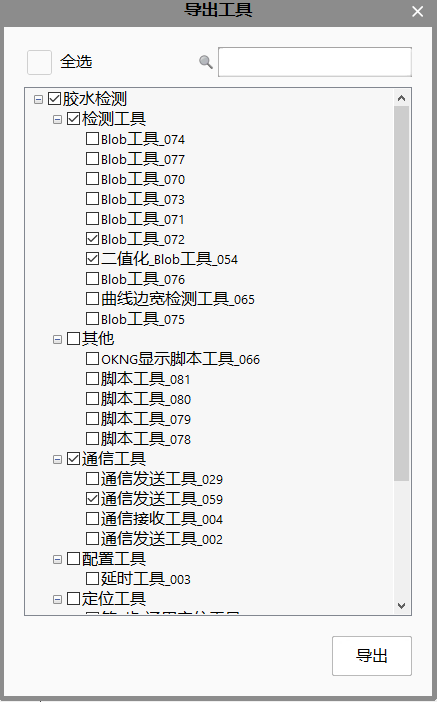 导出工具
全选
胶水检测
检测工具
Blob工具_074
Blob工具_077
Blob工具_070
Blob工具_073
Blob工具_071
Blob工具_072
二值化_Blob工具_054
Blob工具_076
曲线边宽检测工具_065
Blob工具_075
其他
OKNG显示脚本工具_066
脚本工具_081
脚本工具_080
脚本工具_079
脚本工具_078
通信工具
通信发送工具_029
通信发送工具_059
通信接收工具_004
通信发送工具_002
配置工具
延时工具_003
定位工具
导出